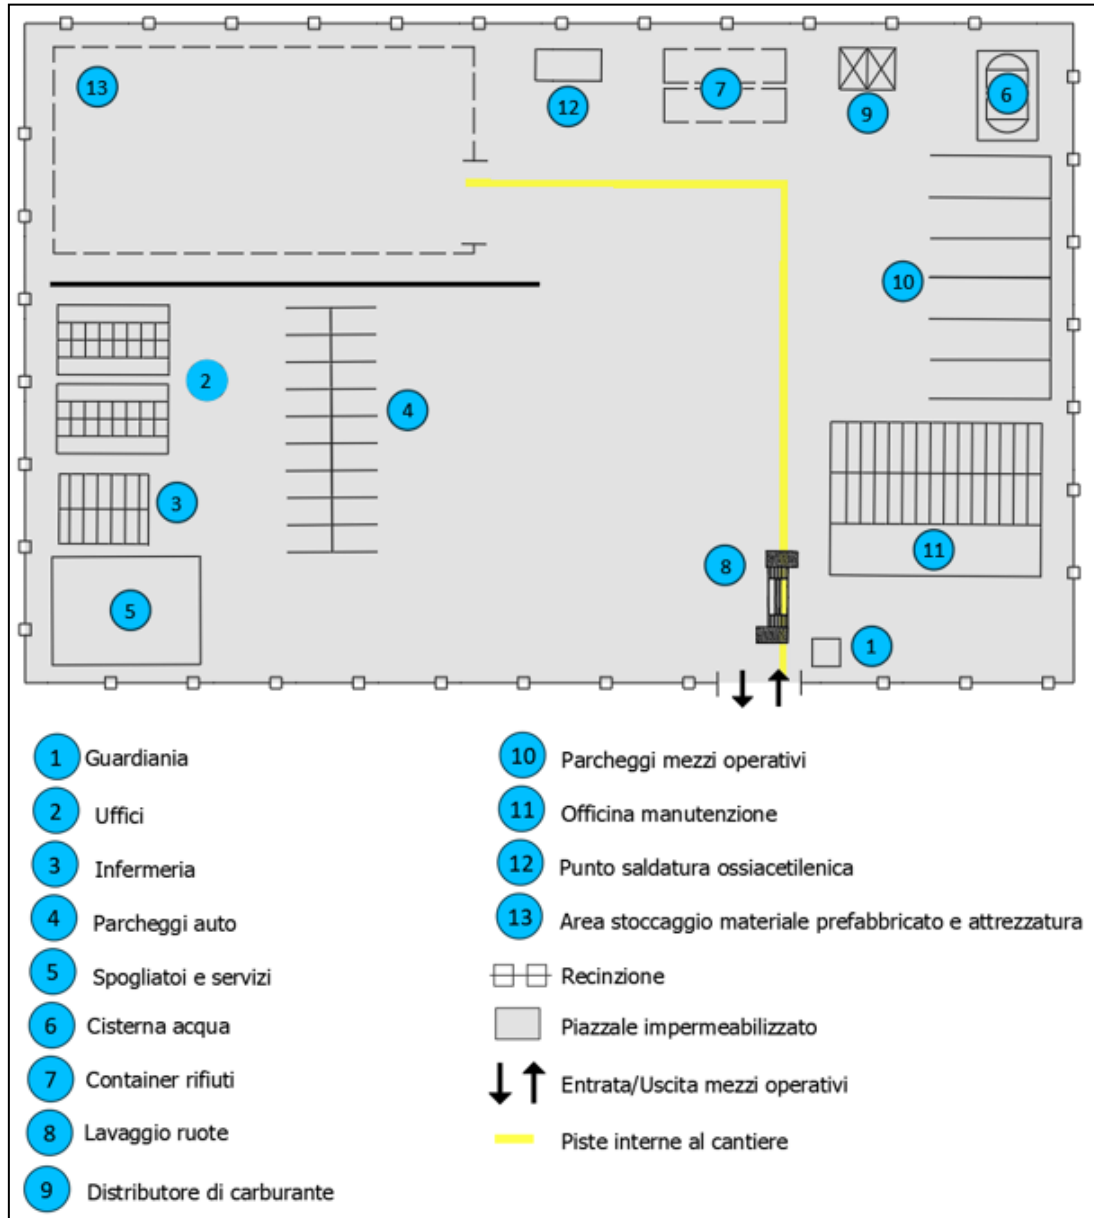 13
12
7
9
6
10
2
4
3
8
11
5
1
1 Guardiania
2 Uffici
3 Infermeria
4 Parcheggi auto
5 Spogliatoi e servizi
6 Cisterna acqua
7 Container rifiuti
8 Lavaggio ruote
9 Distributore di carburante
10 Parcheggi mezzi operativi
11 Officina manutenzione
12 Punto saldatura ossiacetilenica
13 Area stoccaggio materiale prefabbricato e attrezzatura
Recinzione
Piazzale impermeabilizzato
Entrata/Uscita mezzi operativi
Piste interne al cantiere